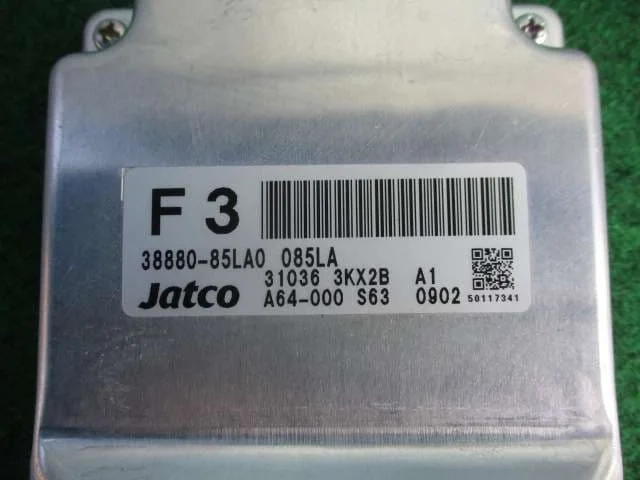 F 3
38880-85LA0 085LA
31036 3KX2B A1
Jatco A64-000 S63 0902 50117341